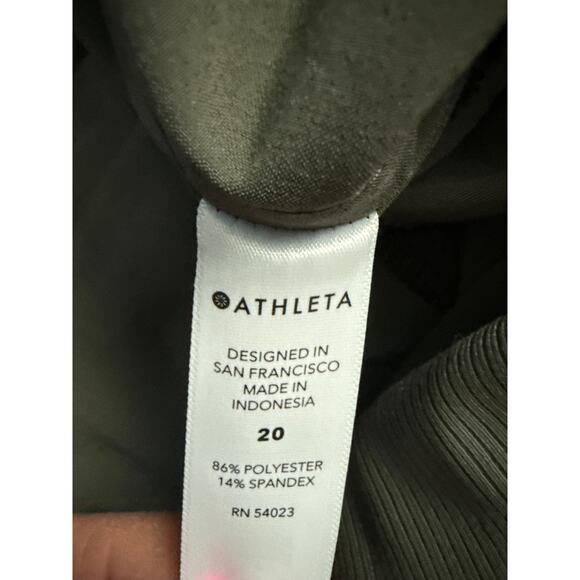 ATHLETA
DESIGNED IN
SAN FRANCISCO
MADE IN
INDONESIA
20
86% POLYESTER
14% SPANDEX
RN 54023